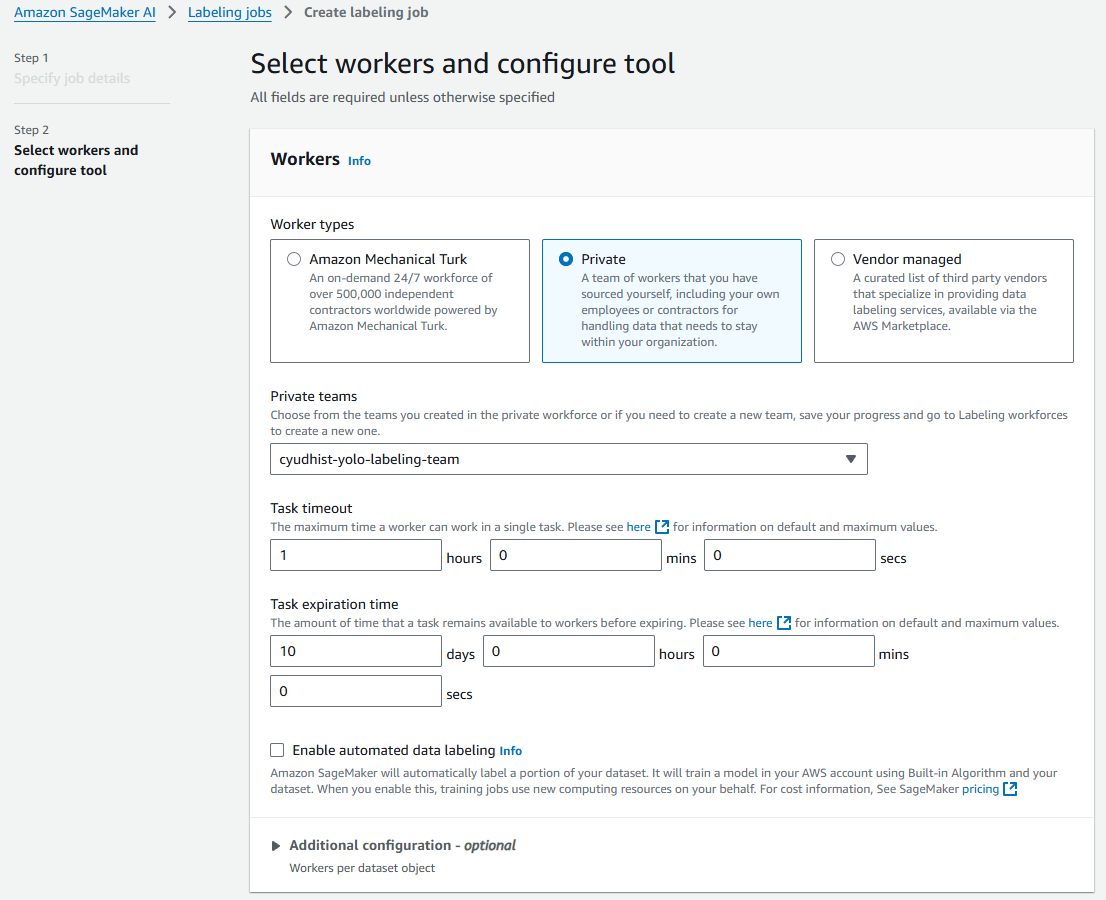 Amazon SageMaker AI > Labeling jobs > Create labeling job
Step 1
Specify job details
Step 2
Select workers and
configure tool
Select workers and configure tool
All fields are required unless otherwise specified
Workers Info
Worker types
Amazon Mechanical Turk
An on-demand 24/7 workforce of
over 500,000 independent
contractors worldwide powered by
Amazon Mechanical Turk.
Private
A team of workers that you have
sourced yourself, including your own
employees or contractors for
handling data that needs to stay
within your organization.
Vendor managed
A curated list of third party vendors
that specialize in providing data
labeling services, available via the
AWS Marketplace.
Private teams
Choose from the teams you created in the private workforce or if you need to create a new team, save your progress and go to Labeling workforces
to create a new one.
cyudhist-yolo-labeling-team
Task timeout
The maximum time a worker can work in a single task. Please see here for information on default and maximum values.
1 hours 0 mins 0 secs
Task expiration time
The amount of time that a task remains available to workers before expiring. Please see here for information on default and maximum values.
10 days 0 hours 0 mins
0 secs
Enable automated data labeling Info
Amazon SageMaker will automatically label a portion of your dataset. It will train a model in your AWS account using Built-in Algorithm and your
dataset. When you enable this, training jobs use new computing resources on your behalf. For cost information, See SageMaker pricing
Additional configuration - optional
Workers per dataset object